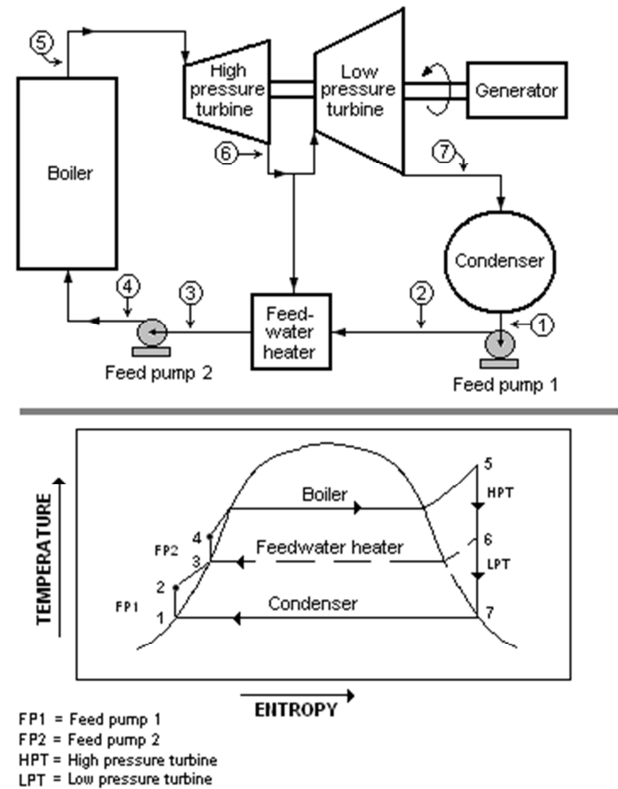 5
High
pressure
turbine
Low
pressure
turbine
Generator
6
7
Boiler
Condenser
4
3
2
1
Feed-
water
heater
Feed pump 2
Feed pump 1
TEMPERATURE
5
Boiler
HPT
4
FP2
Feedwater heater
6
3
LPT
2
FP1
Condenser
1
7
ENTROPY
FP1 = Feed pump 1
FP2 = Feed pump 2
HPT= High pressure turbine
LPT = Low pressure turbine